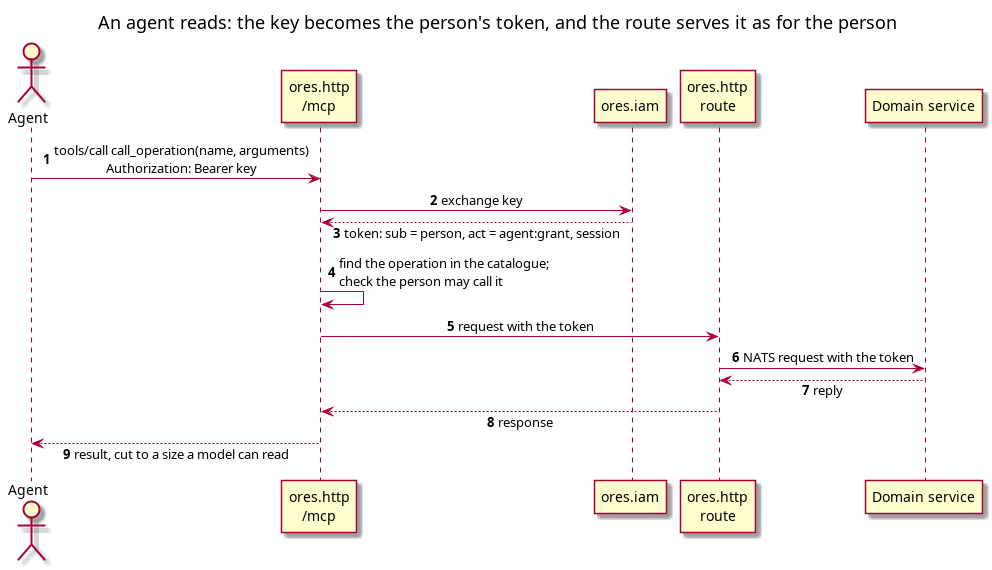 An agent reads: the key becomes the person's token, and the route serves it as for the person
Agent
ores.http
/mcp
ores.iam
ores.http
route
Domain service
1 tools/call call_operation(name, arguments)
Authorization: Bearer key
2 exchange key
3 token: sub = person, act = agent:grant, session
4 find the operation in the catalogue;
check the person may call it
5 request with the token
6 NATS request with the token
7 reply
8 response
9 result, cut to a size a model can read
Agent
ores.http
/mcp
ores.iam
ores.http
route
Domain service